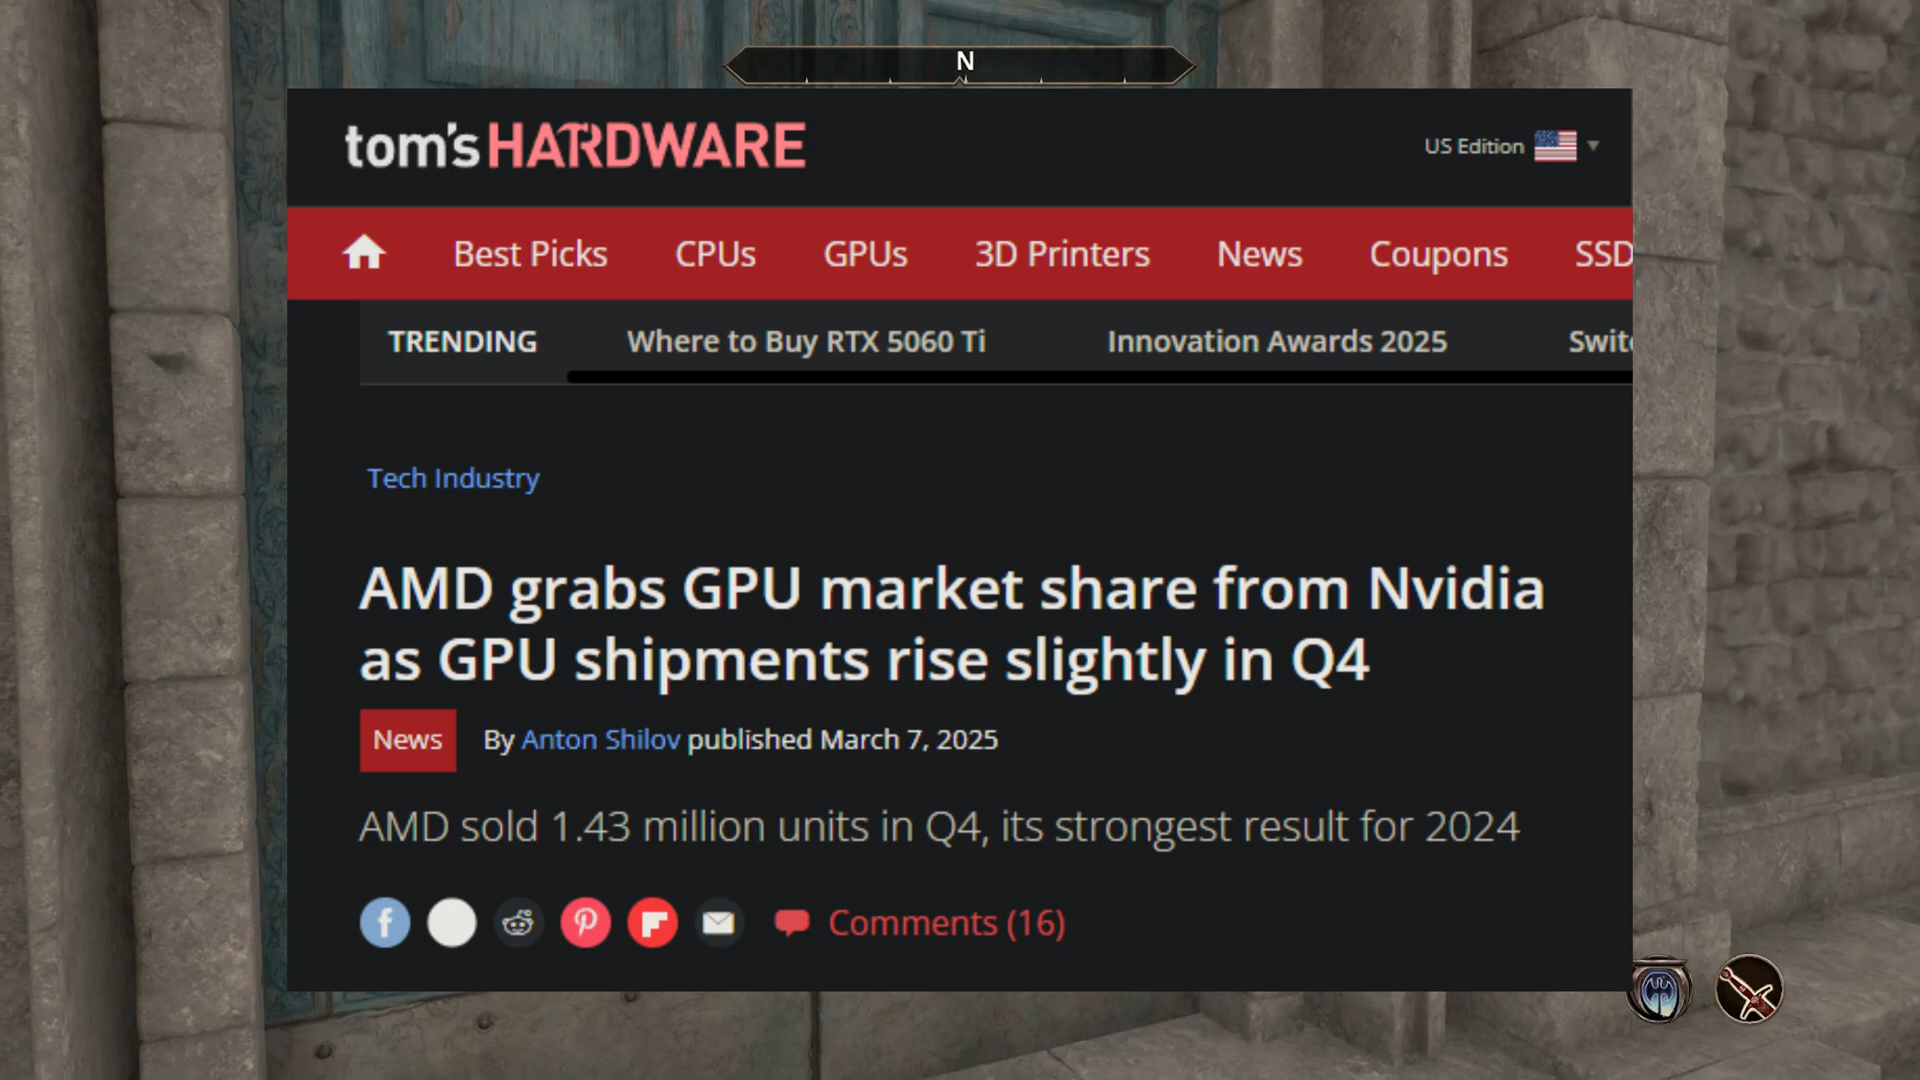 N
tom's HARDWARE
US Edition
Best Picks CPUs GPUs 3D Printers News Coupons SSD
TRENDING Where to Buy RTX 5060 Ti Innovation Awards 2025 Switc
Tech Industry
AMD grabs GPU market share from Nvidia
as GPU shipments rise slightly in Q4
News By Anton Shilov published March 7, 2025
AMD sold 1.43 million units in Q4, its strongest result for 2024
Comments (16)